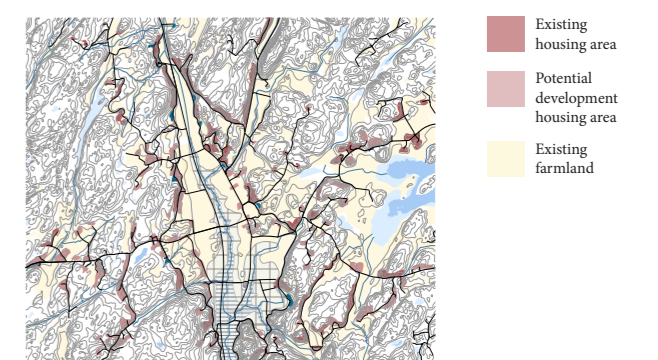 Existing
housing area
Potential
development
housing area
Existing
farmland